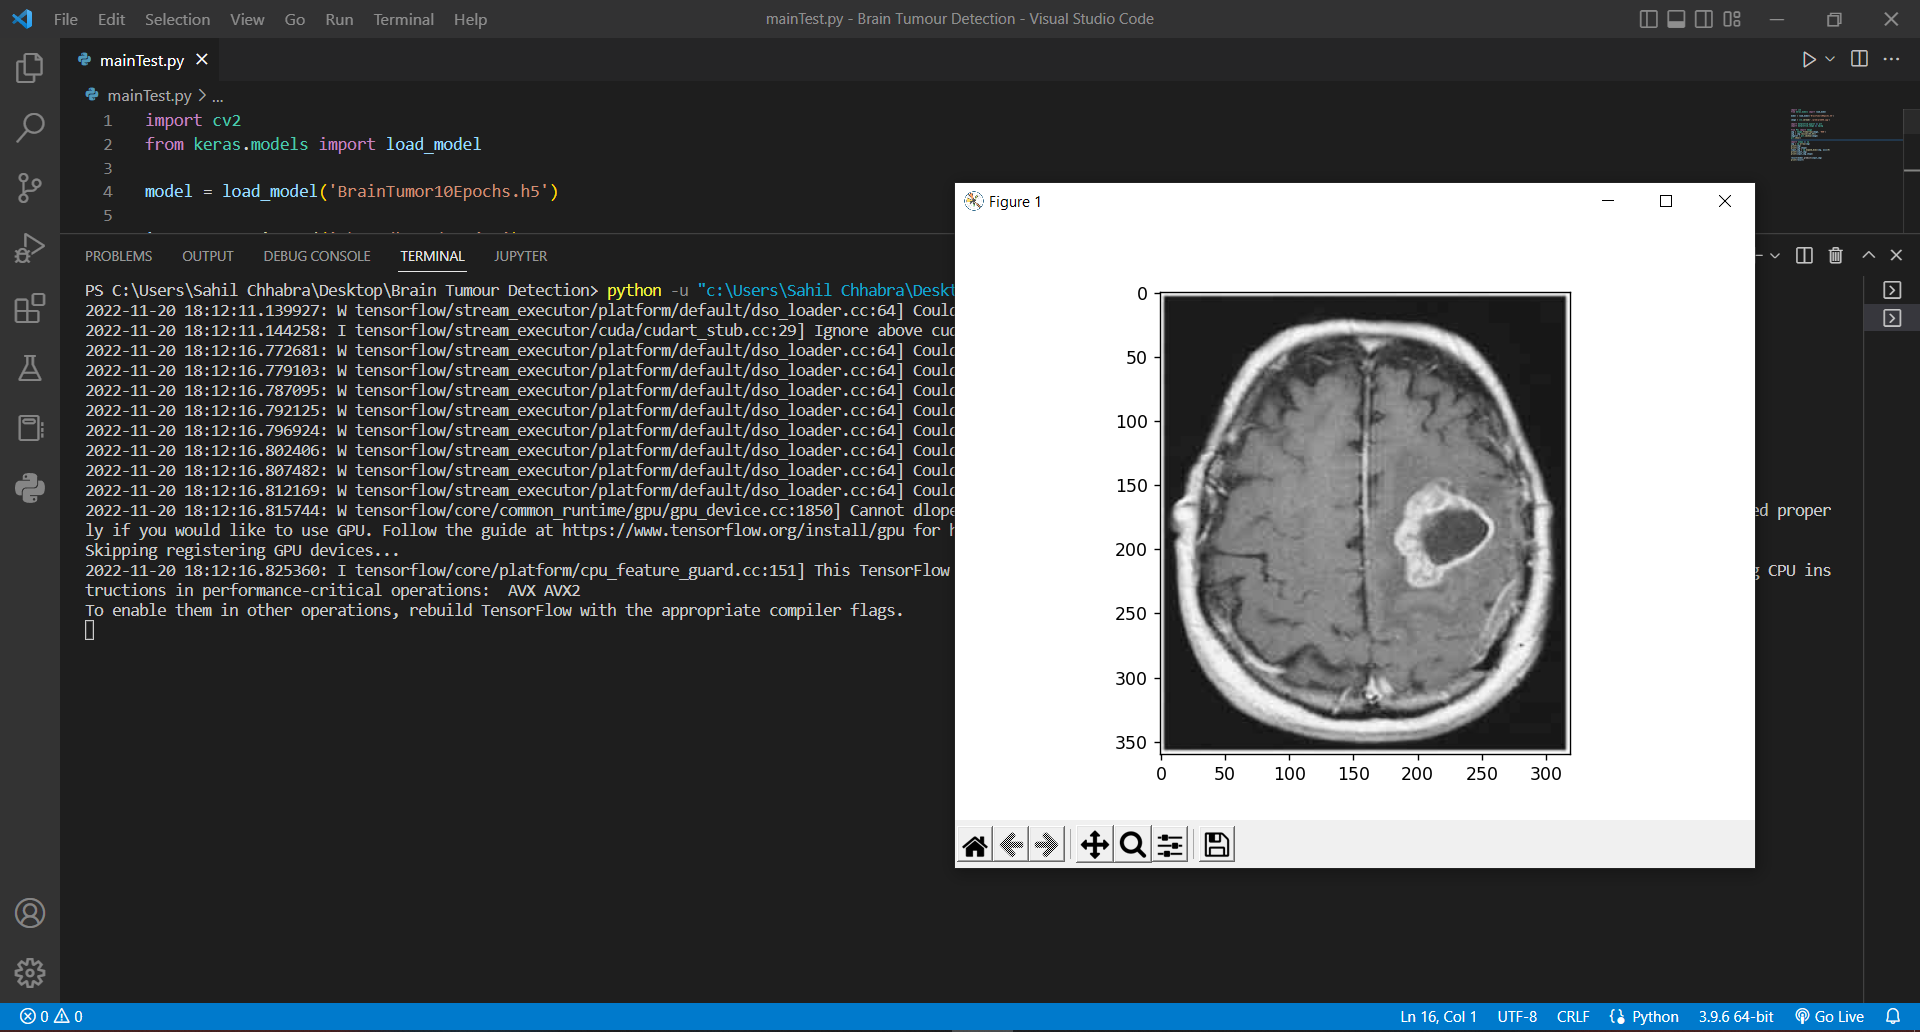 File Edit Selection View Go Run Terminal Help
mainTest.py - Brain Tumour Detection - Visual Studio Code
mainTest.py
mainTest.py > ...
1 import cv2
2 from keras.models import load_model
3
4 model = load_model('BrainTumor10Epochs.h5')
5
PROBLEMS OUTPUT DEBUG CONSOLE TERMINAL JUPYTER
PS C:\Users\Sahil Chhabra\Desktop\Brain Tumour Detection> python -u "c:\Users\Sahil Chhabra\Deskt
2022-11-20 18:12:11.139927: W tensorflow/stream_executor/platform/default/dso_loader.cc:64] Could
2022-11-20 18:12:11.144258: I tensorflow/stream_executor/cuda/cudart_stub.cc:29] Ignore above cud
2022-11-20 18:12:16.772681: W tensorflow/stream_executor/platform/default/dso_loader.cc:64] Could
2022-11-20 18:12:16.779103: W tensorflow/stream_executor/platform/default/dso_loader.cc:64] Could
2022-11-20 18:12:16.787095: W tensorflow/stream_executor/platform/default/dso_loader.cc:64] Could
2022-11-20 18:12:16.792125: W tensorflow/stream_executor/platform/default/dso_loader.cc:64] Could
2022-11-20 18:12:16.796924: W tensorflow/stream_executor/platform/default/dso_loader.cc:64] Could
2022-11-20 18:12:16.802406: W tensorflow/stream_executor/platform/default/dso_loader.cc:64] Could
2022-11-20 18:12:16.807482: W tensorflow/stream_executor/platform/default/dso_loader.cc:64] Could
2022-11-20 18:12:16.812169: W tensorflow/stream_executor/platform/default/dso_loader.cc:64] Could
2022-11-20 18:12:16.815744: W tensorflow/core/common_runtime/gpu/gpu_device.cc:1850] Cannot dlope ed proper
ly if you would like to use GPU. Follow the guide at https://www.tensorflow.org/install/gpu for h
Skipping registering GPU devices...
2022-11-20 18:12:16.825360: I tensorflow/core/platform/cpu_feature_guard.cc:151] This TensorFlow g CPU ins
tructions in performance-critical operations:  AVX AVX2
To enable them in other operations, rebuild TensorFlow with the appropriate compiler flags.
Figure 1
0
50
100
150
200
250
300
350
0 50 100 150 200 250 300
0 0
Ln 16, Col 1 UTF-8 CRLF Python 3.9.6 64-bit Go Live